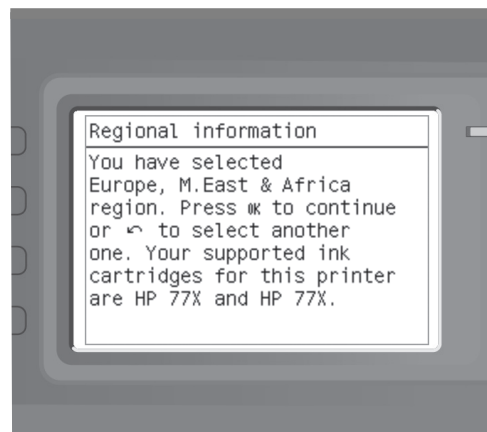 Regional information
You have selected
Europe, M.East & Africa
region. Press OK to continue
or ↶ to select another
one. Your supported ink
cartridges for this printer
are HP 77X and HP 77X.